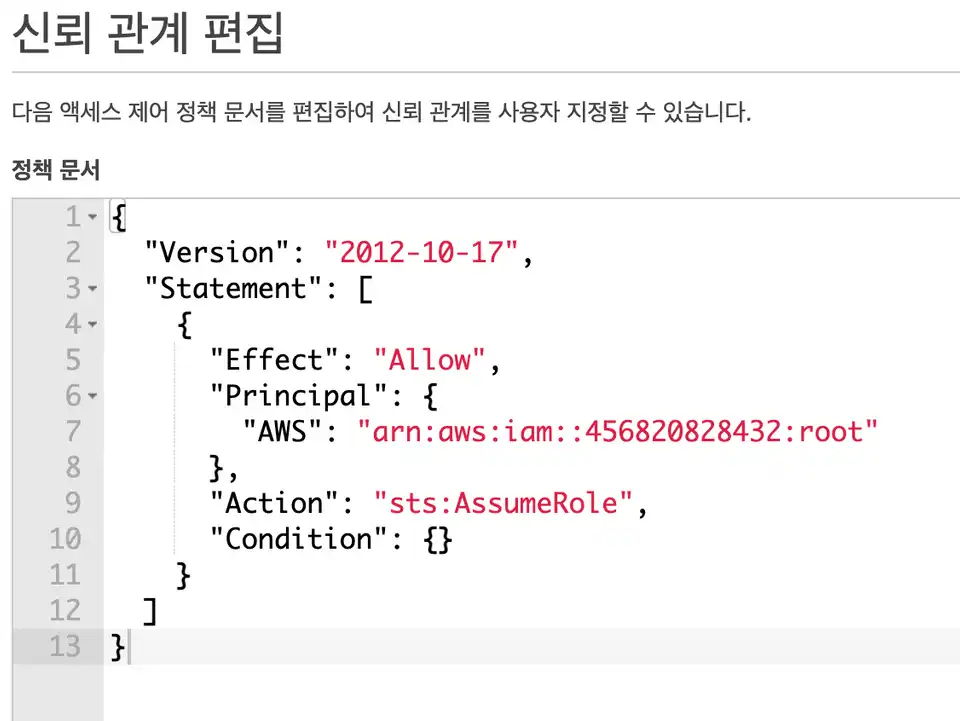 신뢰 관계 편집
다음 액세스 제어 정책 문서를 편집하여 신뢰 관계를 사용자 지정할 수 있습니다.
정책 문서
1 {
2 "Version": "2012-10-17",
3 "Statement": [
4 {
5 "Effect": "Allow",
6 "Principal": {
7 "AWS": "arn:aws:iam::456820828432:root"
8 },
9 "Action": "sts:AssumeRole",
10 "Condition": {}
11 }
12 ]
13 }